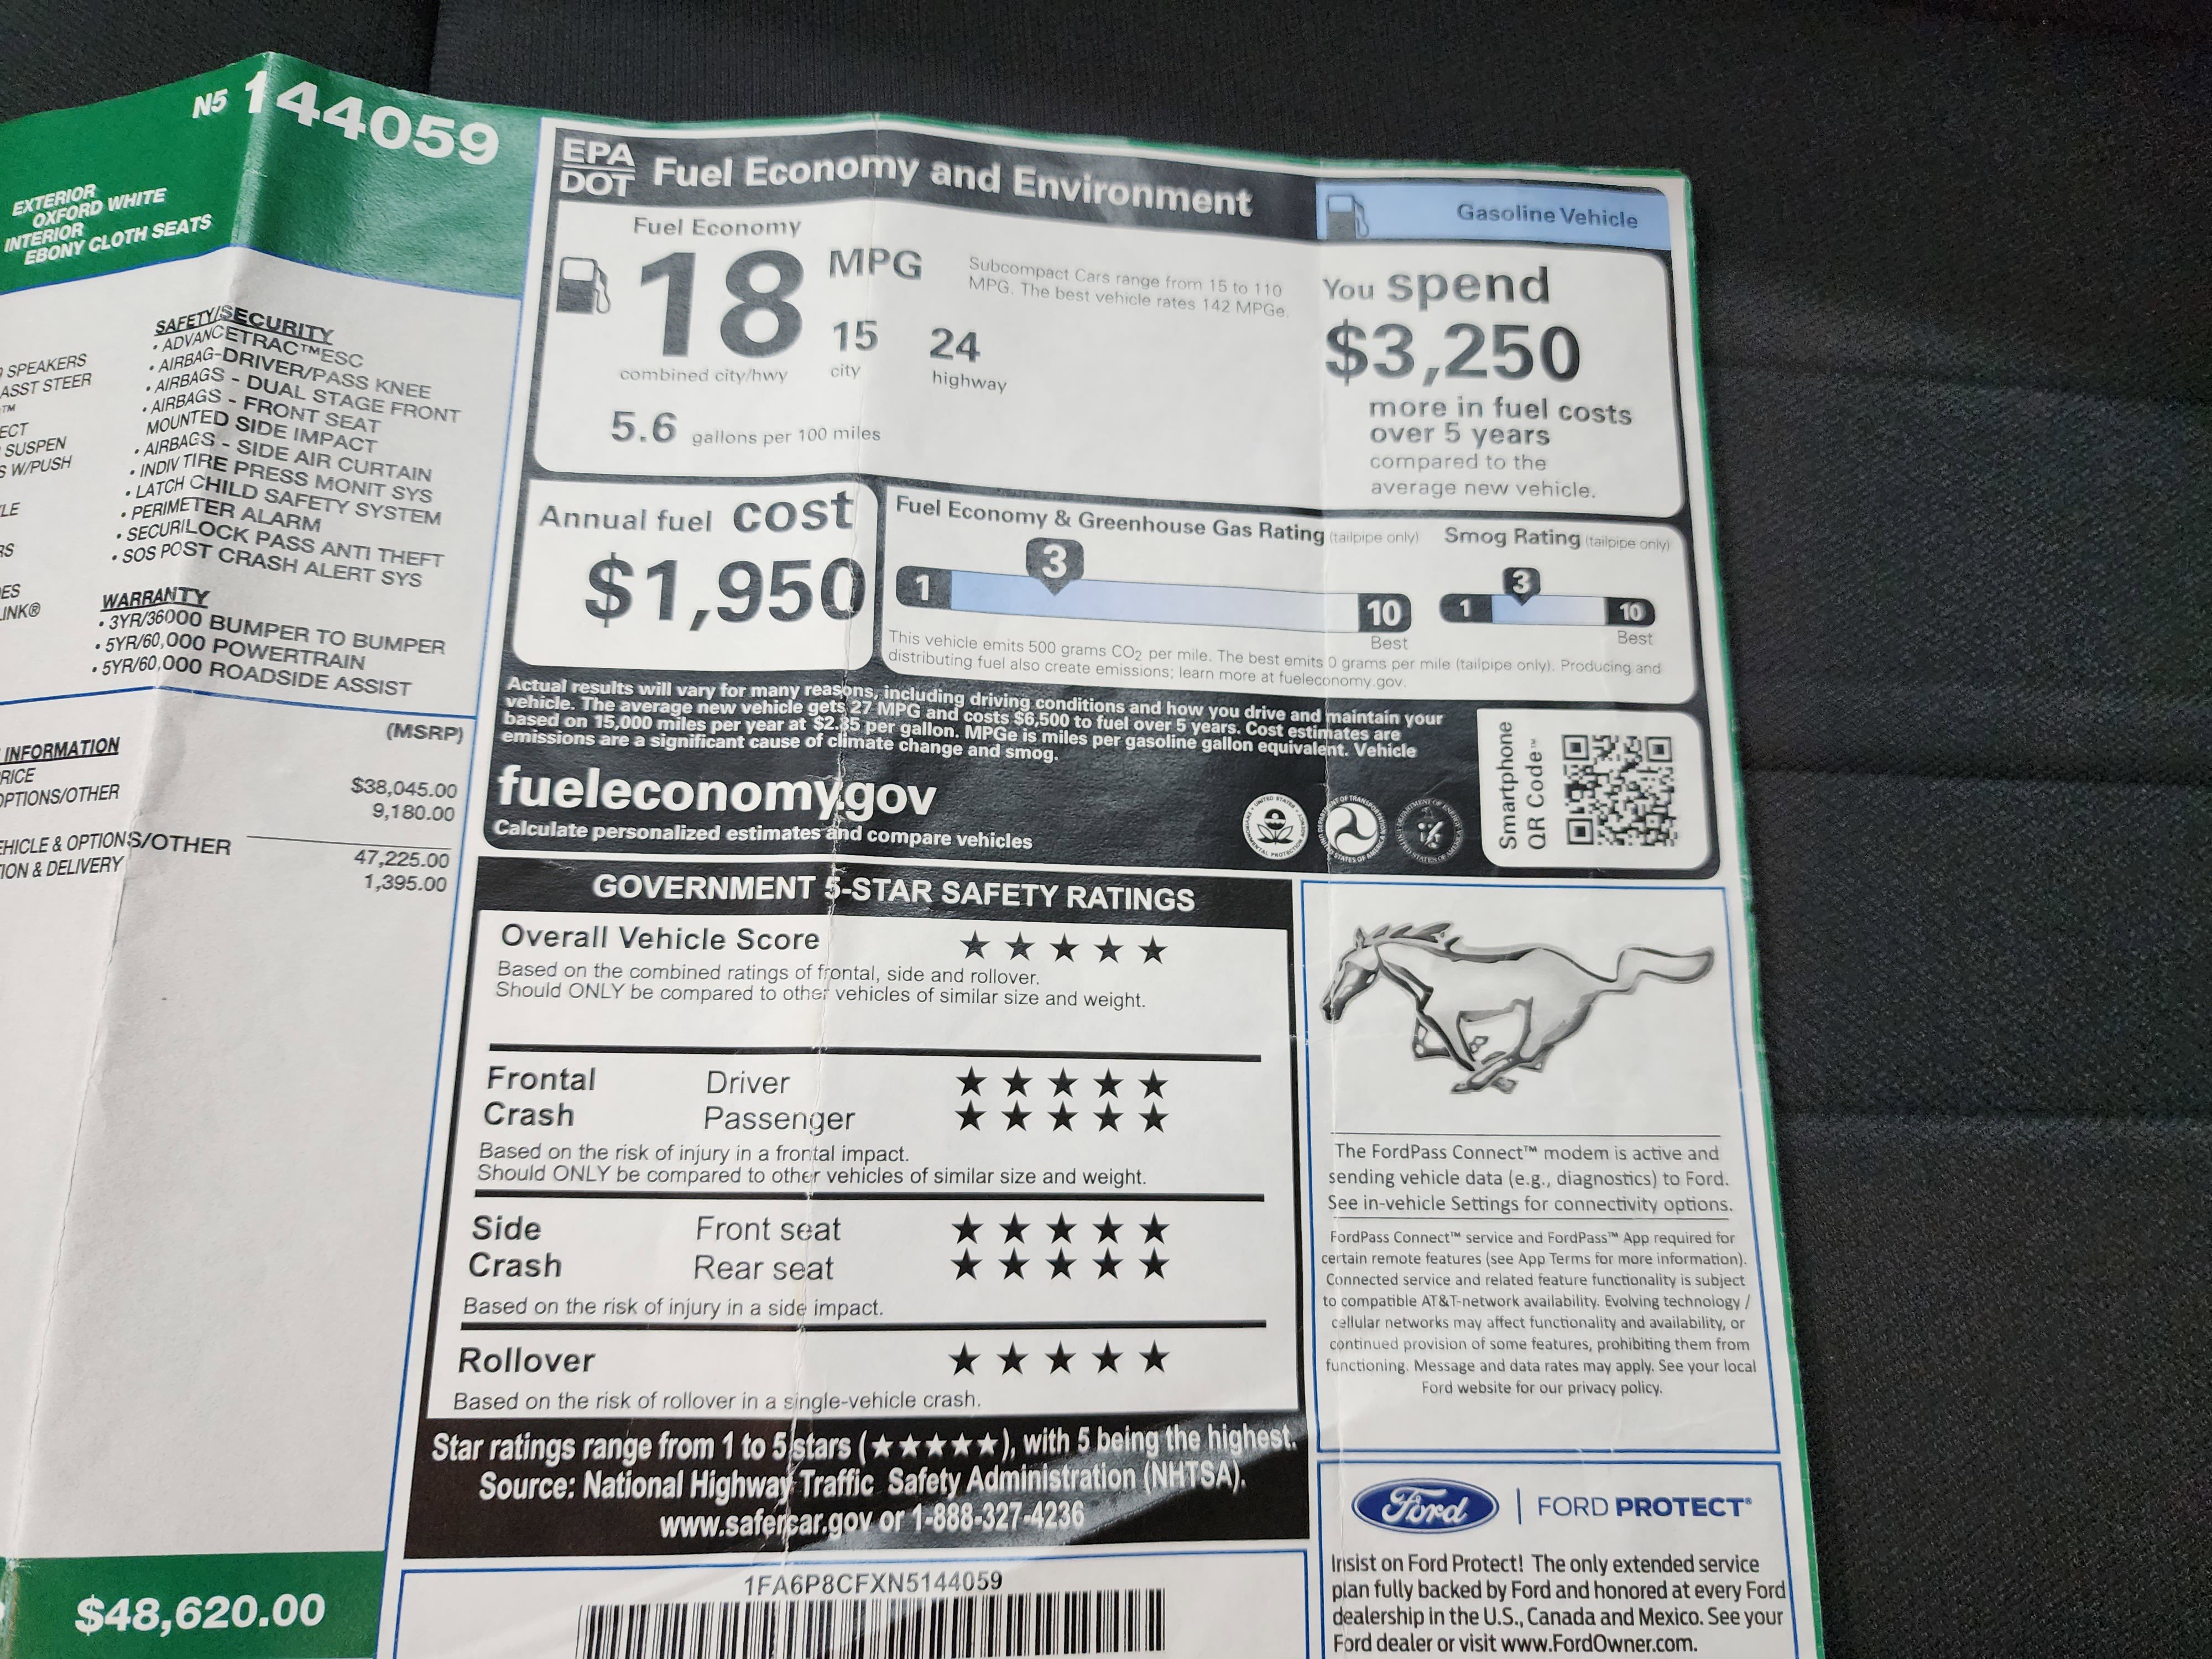 N5 144059
EXTERIOR
OXFORD WHITE
INTERIOR
EBONY CLOTH SEATS
SPEAKERS
ASST STEER
™
ECT
SUSPEN
W/PUSH
LE
RS
ES
INK®
SAFETY/SECURITY
• ADVANCETRAC™ESC
• AIRBAG-DRIVER/PASS KNEE
• AIRBAGS - DUAL STAGE FRONT
• AIRBAGS - FRONT SEAT
MOUNTED SIDE IMPACT
• AIRBAGS - SIDE AIR CURTAIN
• INDIV TIRE PRESS MONIT SYS
• LATCH CHILD SAFETY SYSTEM
• PERIMETER ALARM
• SECURILOCK PASS ANTI THEFT
• SOS POST CRASH ALERT SYS
WARRANTY
• 3YR/36000 BUMPER TO BUMPER
• 5YR/60,000 POWERTRAIN
• 5YR/60,000 ROADSIDE ASSIST
INFORMATION
(MSRP)
RICE $38,045.00
OPTIONS/OTHER 9,180.00
EHICLE & OPTIONS/OTHER 47,225.00
ION & DELIVERY 1,395.00
$48,620.00
EPA
DOT
Fuel Economy and Environment
Gasoline Vehicle
Fuel Economy
18 MPG
15 24
combined city/hwy city highway
5.6 gallons per 100 miles
Subcompact Cars range from 15 to 110
MPG. The best vehicle rates 142 MPGe.
You spend
$3,250
more in fuel costs
over 5 years
compared to the
average new vehicle.
Annual fuel cost
$1,950
Fuel Economy & Greenhouse Gas Rating (tailpipe only)
1 3 10
Best
Smog Rating (tailpipe only)
1 3 10
Best
This vehicle emits 500 grams CO2 per mile. The best emits 0 grams per mile (tailpipe only). Producing and
distributing fuel also create emissions; learn more at fueleconomy.gov.
Actual results will vary for many reasons, including driving conditions and how you drive and maintain your
vehicle. The average new vehicle gets 27 MPG and costs $6,500 to fuel over 5 years. Cost estimates are
based on 15,000 miles per year at $2.35 per gallon. MPGe is miles per gasoline gallon equivalent. Vehicle
emissions are a significant cause of climate change and smog.
fueleconomy.gov
Calculate personalized estimates and compare vehicles
Smartphone
QR Code™
GOVERNMENT 5-STAR SAFETY RATINGS
Overall Vehicle Score ★ ★ ★ ★ ★
Based on the combined ratings of frontal, side and rollover.
Should ONLY be compared to other vehicles of similar size and weight.
Frontal Driver ★ ★ ★ ★ ★
Crash Passenger ★ ★ ★ ★ ★
Based on the risk of injury in a frontal impact.
Should ONLY be compared to other vehicles of similar size and weight.
Side Front seat ★ ★ ★ ★ ★
Crash Rear seat ★ ★ ★ ★ ★
Based on the risk of injury in a side impact.
Rollover ★ ★ ★ ★ ★
Based on the risk of rollover in a single-vehicle crash.
Star ratings range from 1 to 5 stars (★★★★★), with 5 being the highest.
Source: National Highway Traffic Safety Administration (NHTSA).
www.safercar.gov or 1-888-327-4236
1FA6P8CFXN5144059
The FordPass Connect™ modem is active and
sending vehicle data (e.g., diagnostics) to Ford.
See in-vehicle Settings for connectivity options.
FordPass Connect™ service and FordPass™ App required for
certain remote features (see App Terms for more information).
Connected service and related feature functionality is subject
to compatible AT&T-network availability. Evolving technology /
cellular networks may affect functionality and availability, or
continued provision of some features, prohibiting them from
functioning. Message and data rates may apply. See your local
Ford website for our privacy policy.
Ford | FORD PROTECT®
Insist on Ford Protect! The only extended service
plan fully backed by Ford and honored at every Ford
dealership in the U.S., Canada and Mexico. See your
Ford dealer or visit www.FordOwner.com.